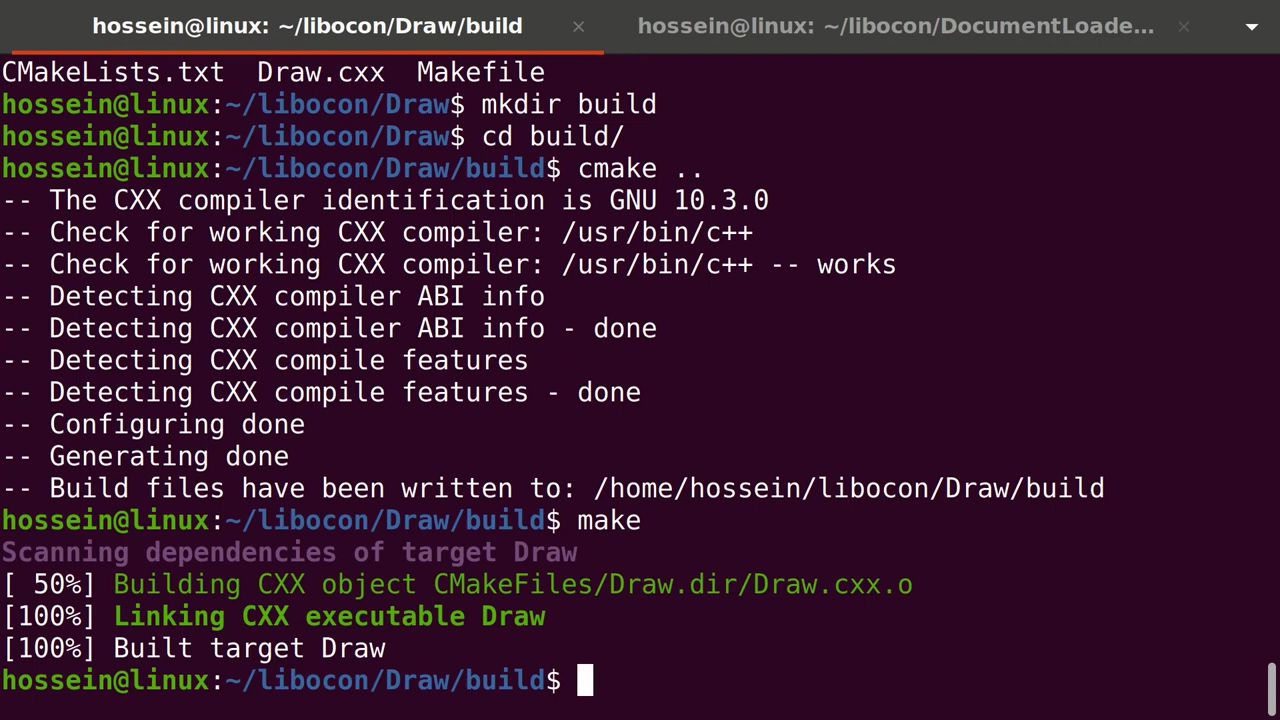 hossein@linux: ~/libocon/Draw/build × hossein@linux: ~/libocon/DocumentLoade... ×
CMakeLists.txt  Draw.cxx  Makefile
hossein@linux:~/libocon/Draw$ mkdir build
hossein@linux:~/libocon/Draw$ cd build/
hossein@linux:~/libocon/Draw/build$ cmake ..
-- The CXX compiler identification is GNU 10.3.0
-- Check for working CXX compiler: /usr/bin/c++
-- Check for working CXX compiler: /usr/bin/c++ -- works
-- Detecting CXX compiler ABI info
-- Detecting CXX compiler ABI info - done
-- Detecting CXX compile features
-- Detecting CXX compile features - done
-- Configuring done
-- Generating done
-- Build files have been written to: /home/hossein/libocon/Draw/build
hossein@linux:~/libocon/Draw/build$ make
Scanning dependencies of target Draw
[ 50%] Building CXX object CMakeFiles/Draw.dir/Draw.cxx.o
[100%] Linking CXX executable Draw
[100%] Built target Draw
hossein@linux:~/libocon/Draw/build$